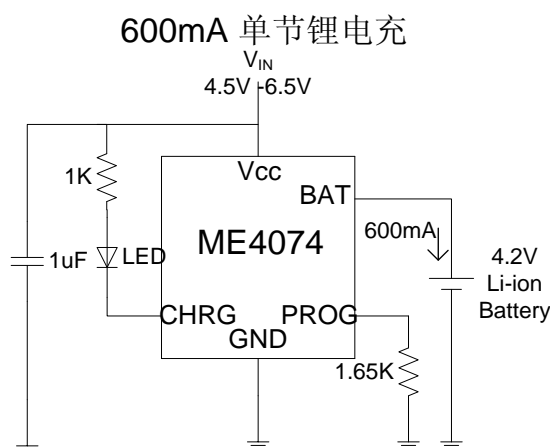 600mA 单节锂电充
VIN
4.5V -6.5V
1K
Vcc
BAT
ME4074
600mA
1uF
LED
4.2V
Li-ion
Battery
CHRG
PROG
GND
1.65K